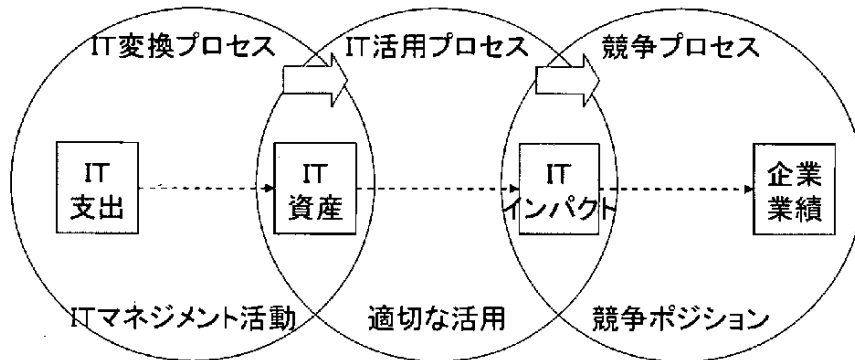 IT変換プロセス
IT活用プロセス
競争プロセス
IT
支出
IT
資産
IT
インパクト
企業
業績
ITマネジメント活動
適切な活用
競争ポジション